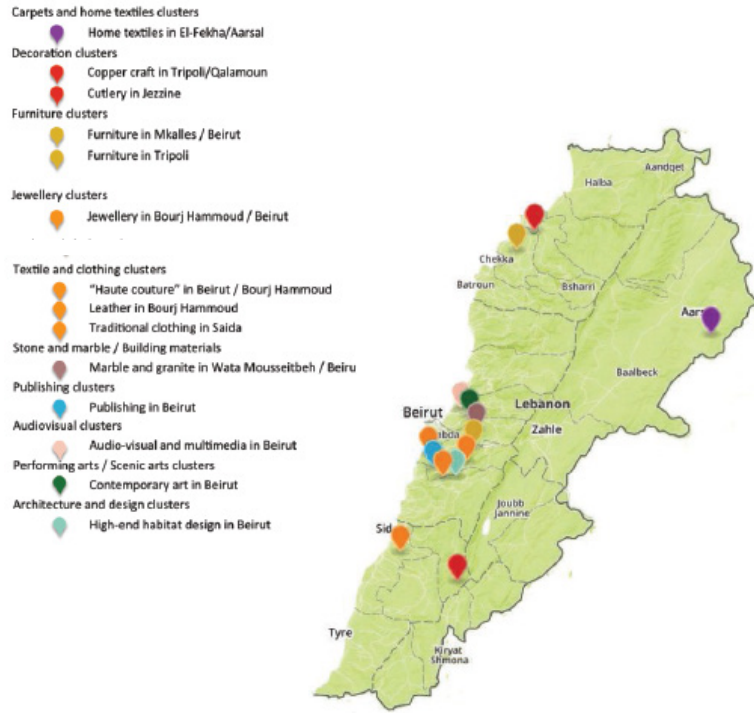 Carpets and home textiles clusters
Home textiles in El-Fekha/Aarsal
Decoration clusters
Copper craft in Tripoli/Qalamoun
Cutlery in Jezzine
Furniture clusters
Furniture in Mkalles / Beirut
Furniture in Tripoli
Jewellery clusters
Jewellery in Bourj Hammoud / Beirut
Textile and clothing clusters
"Haute couture" in Beirut / Bourj Hammoud
Leather in Bourj Hammoud
Traditional clothing in Saida
Stone and marble / Building materials
Marble and granite in Wata Mousseitbeh / Beiru
Publishing clusters
Publishing in Beirut
Audiovisual clusters
Audio-visual and multimedia in Beirut
Performing arts / Scenic arts clusters
Contemporary art in Beirut
Architecture and design clusters
High-end habitat design in Beirut
Aandqet
Halba
Chekka
Batroun
Bsharri
Aars
Baalbeck
Beirut
Lebanon
abda
Zahle
Joubb
Jannine
Sid
Tyre
Kiryat
Shmona